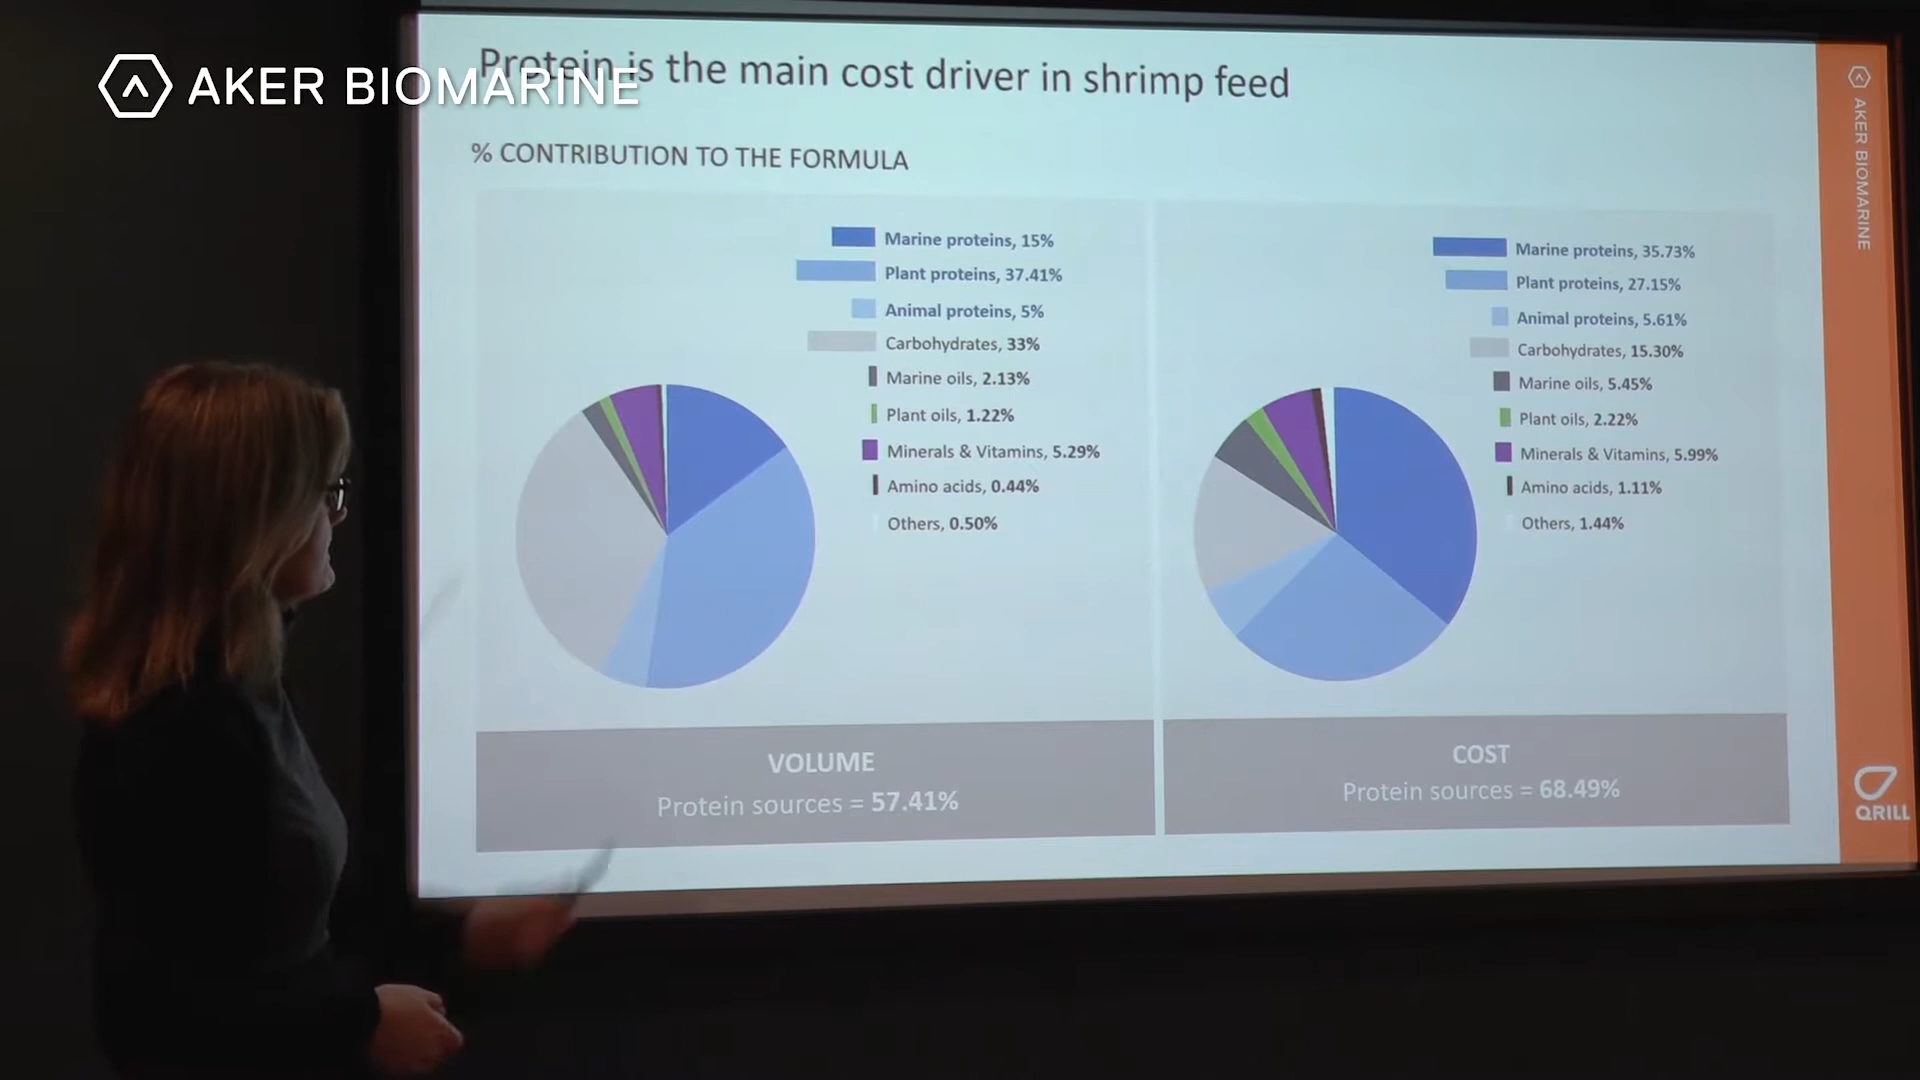 AKER BIOMARINE
Protein is the main cost driver in shrimp feed
% CONTRIBUTION TO THE FORMULA
Marine proteins, 15%
Plant proteins, 37.41%
Animal proteins, 5%
Carbohydrates, 33%
Marine oils, 2.13%
Plant oils, 1.22%
Minerals & Vitamins, 5.29%
Amino acids, 0.44%
Others, 0.50%
VOLUME
Protein sources = 57.41%
Marine proteins, 35.73%
Plant proteins, 27.15%
Animal proteins, 5.61%
Carbohydrates, 15.30%
Marine oils, 5.45%
Plant oils, 2.22%
Minerals & Vitamins, 5.99%
Amino acids, 1.11%
Others, 1.44%
COST
Protein sources = 68.49%
AKER BIOMARINE
QRILL